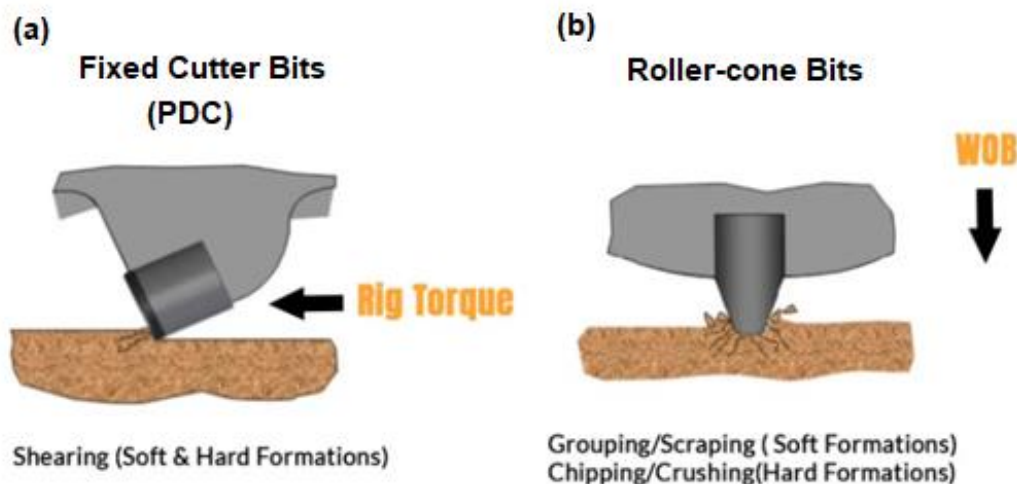 (a)
Fixed Cutter Bits
(PDC)
Rig Torque
Shearing (Soft & Hard Formations)
(b)
Roller-cone Bits
WOB
Grouping/Scraping ( Soft Formations)
Chipping/Crushing(Hard Formations)